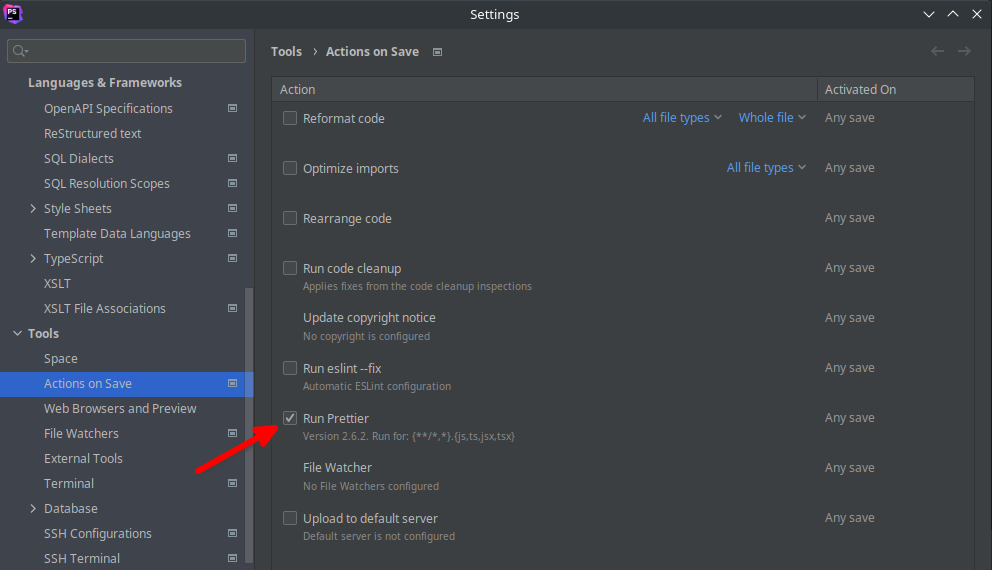 PS
Settings
Languages & Frameworks
OpenAPI Specifications
ReStructured text
SQL Dialects
SQL Resolution Scopes
Style Sheets
Template Data Languages
TypeScript
XSLT
XSLT File Associations
Tools
Space
Actions on Save
Web Browsers and Preview
File Watchers
External Tools
Terminal
Database
SSH Configurations
SSH Terminal
Tools › Actions on Save
Action Activated On
Reformat code All file types Whole file Any save
Optimize imports All file types Any save
Rearrange code Any save
Run code cleanup Any save
Applies fixes from the code cleanup inspections
Update copyright notice Any save
No copyright is configured
Run eslint --fix Any save
Automatic ESLint configuration
Run Prettier Any save
Version 2.6.2. Run for: {**/*,*}.{js,ts,jsx,tsx}
File Watcher Any save
No File Watchers configured
Upload to default server Any save
Default server is not configured